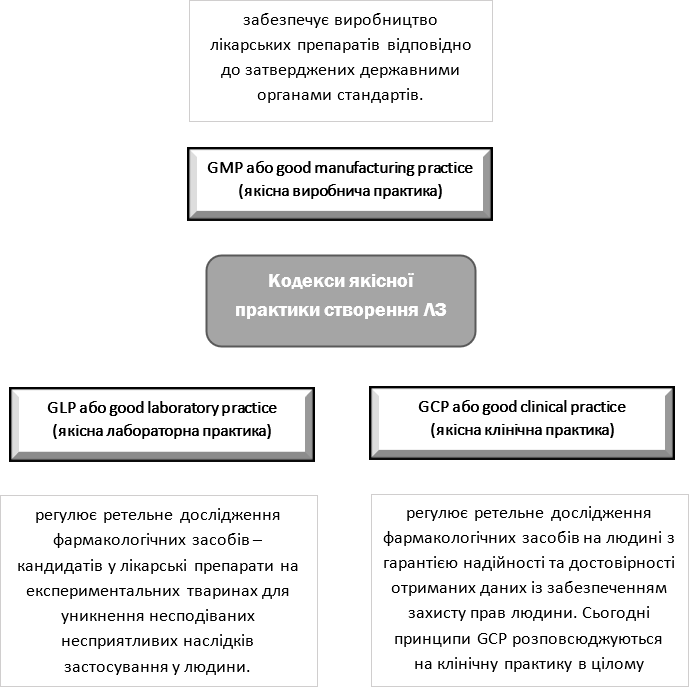 забезпечує виробництво
лікарських препаратів відповідно
до затверджених державними
органами стандартів.
GMP або good manufacturing practice
(якісна виробнича практика)
Кодекси якісної
практики створення ЛЗ
GLP або good laboratory practice
(якісна лабораторна практика)
GCP або good clinical practice
(якісна клінічна практика)
регулює ретельне дослідження
фармакологічних засобів –
кандидатів у лікарські препарати на
експериментальних тваринах для
уникнення несподіваних
несприятливих наслідків
застосування у людини.
регулює ретельне дослідження
фармакологічних засобів на людині з
гарантією надійності та достовірності
отриманих даних із забезпеченням
захисту прав людини. Сьогодні
принципи GCP розповсюджуються
на клінічну практику в цілому